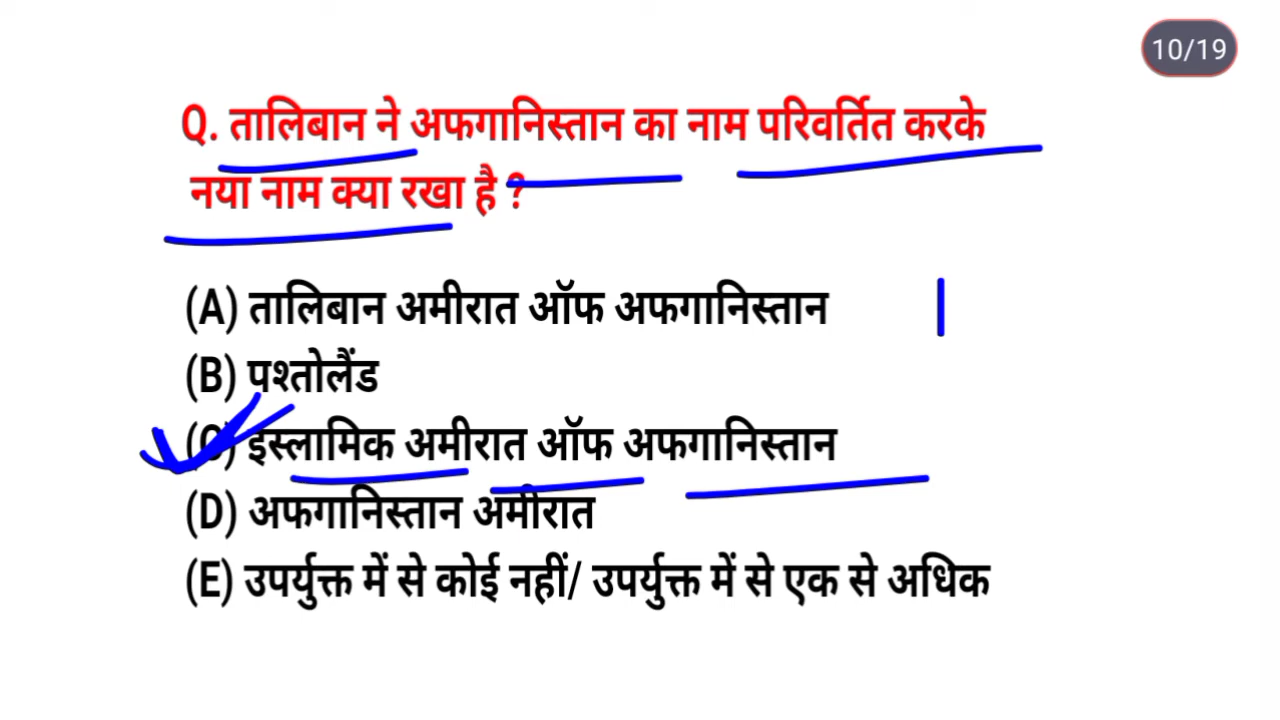 10/19
Q. तालिबान ने अफगानिस्तान का नाम परिवर्तित करके
नया नाम क्या रखा है ?
(A) तालिबान अमीरात ऑफ अफगानिस्तान
(B) पश्तोलैंड
(C) इस्लामिक अमीरात ऑफ अफगानिस्तान
(D) अफगानिस्तान अमीरात
(E) उपर्युक्त में से कोई नहीं/ उपर्युक्त में से एक से अधिक